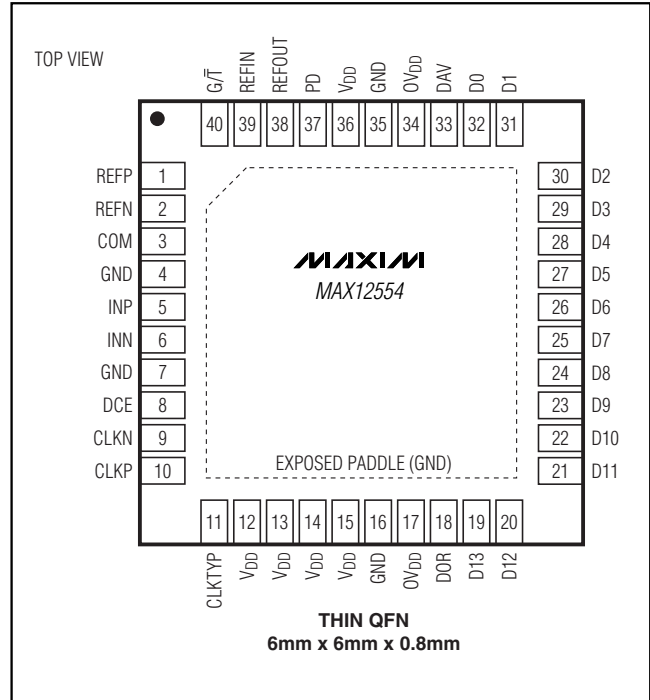 TOP VIEW
G/T̅ REFIN REFOUT PD VDD GND OVDD DAV D0 D1
40 39 38 37 36 35 34 33 32 31
REFP 1
REFN 2
COM 3
GND 4
INP 5
INN 6
GND 7
DCE 8
CLKN 9
CLKP 10
MAXIM
MAX12554
EXPOSED PADDLE (GND)
30 D2
29 D3
28 D4
27 D5
26 D6
25 D7
24 D8
23 D9
22 D10
21 D11
11 12 13 14 15 16 17 18 19 20
CLKTYP VDD VDD VDD VDD GND OVDD DOR D13 D12
THIN QFN
6mm x 6mm x 0.8mm